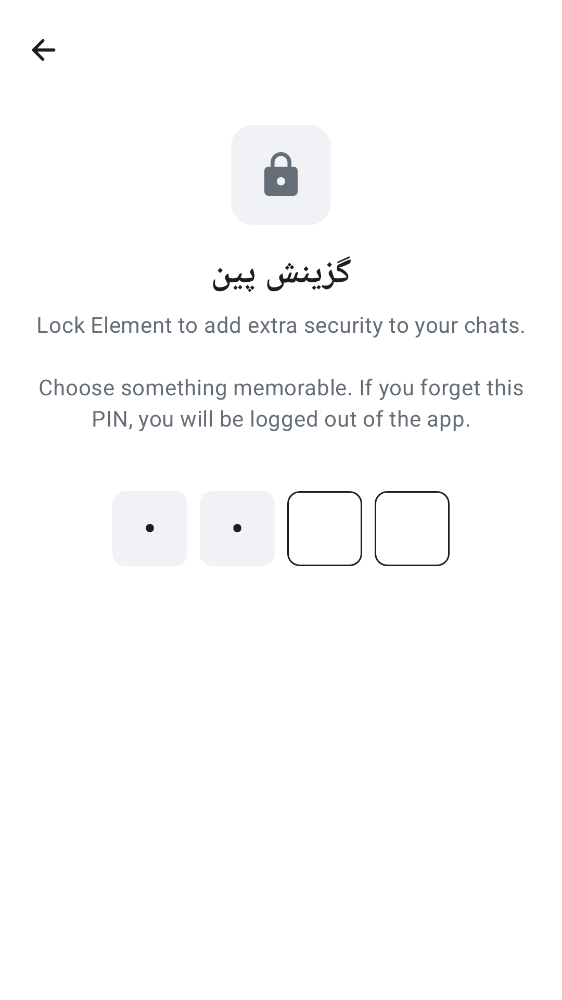 گزینش پین
Lock Element to add extra security to your chats.
Choose something memorable. If you forget this
PIN, you will be logged out of the app.